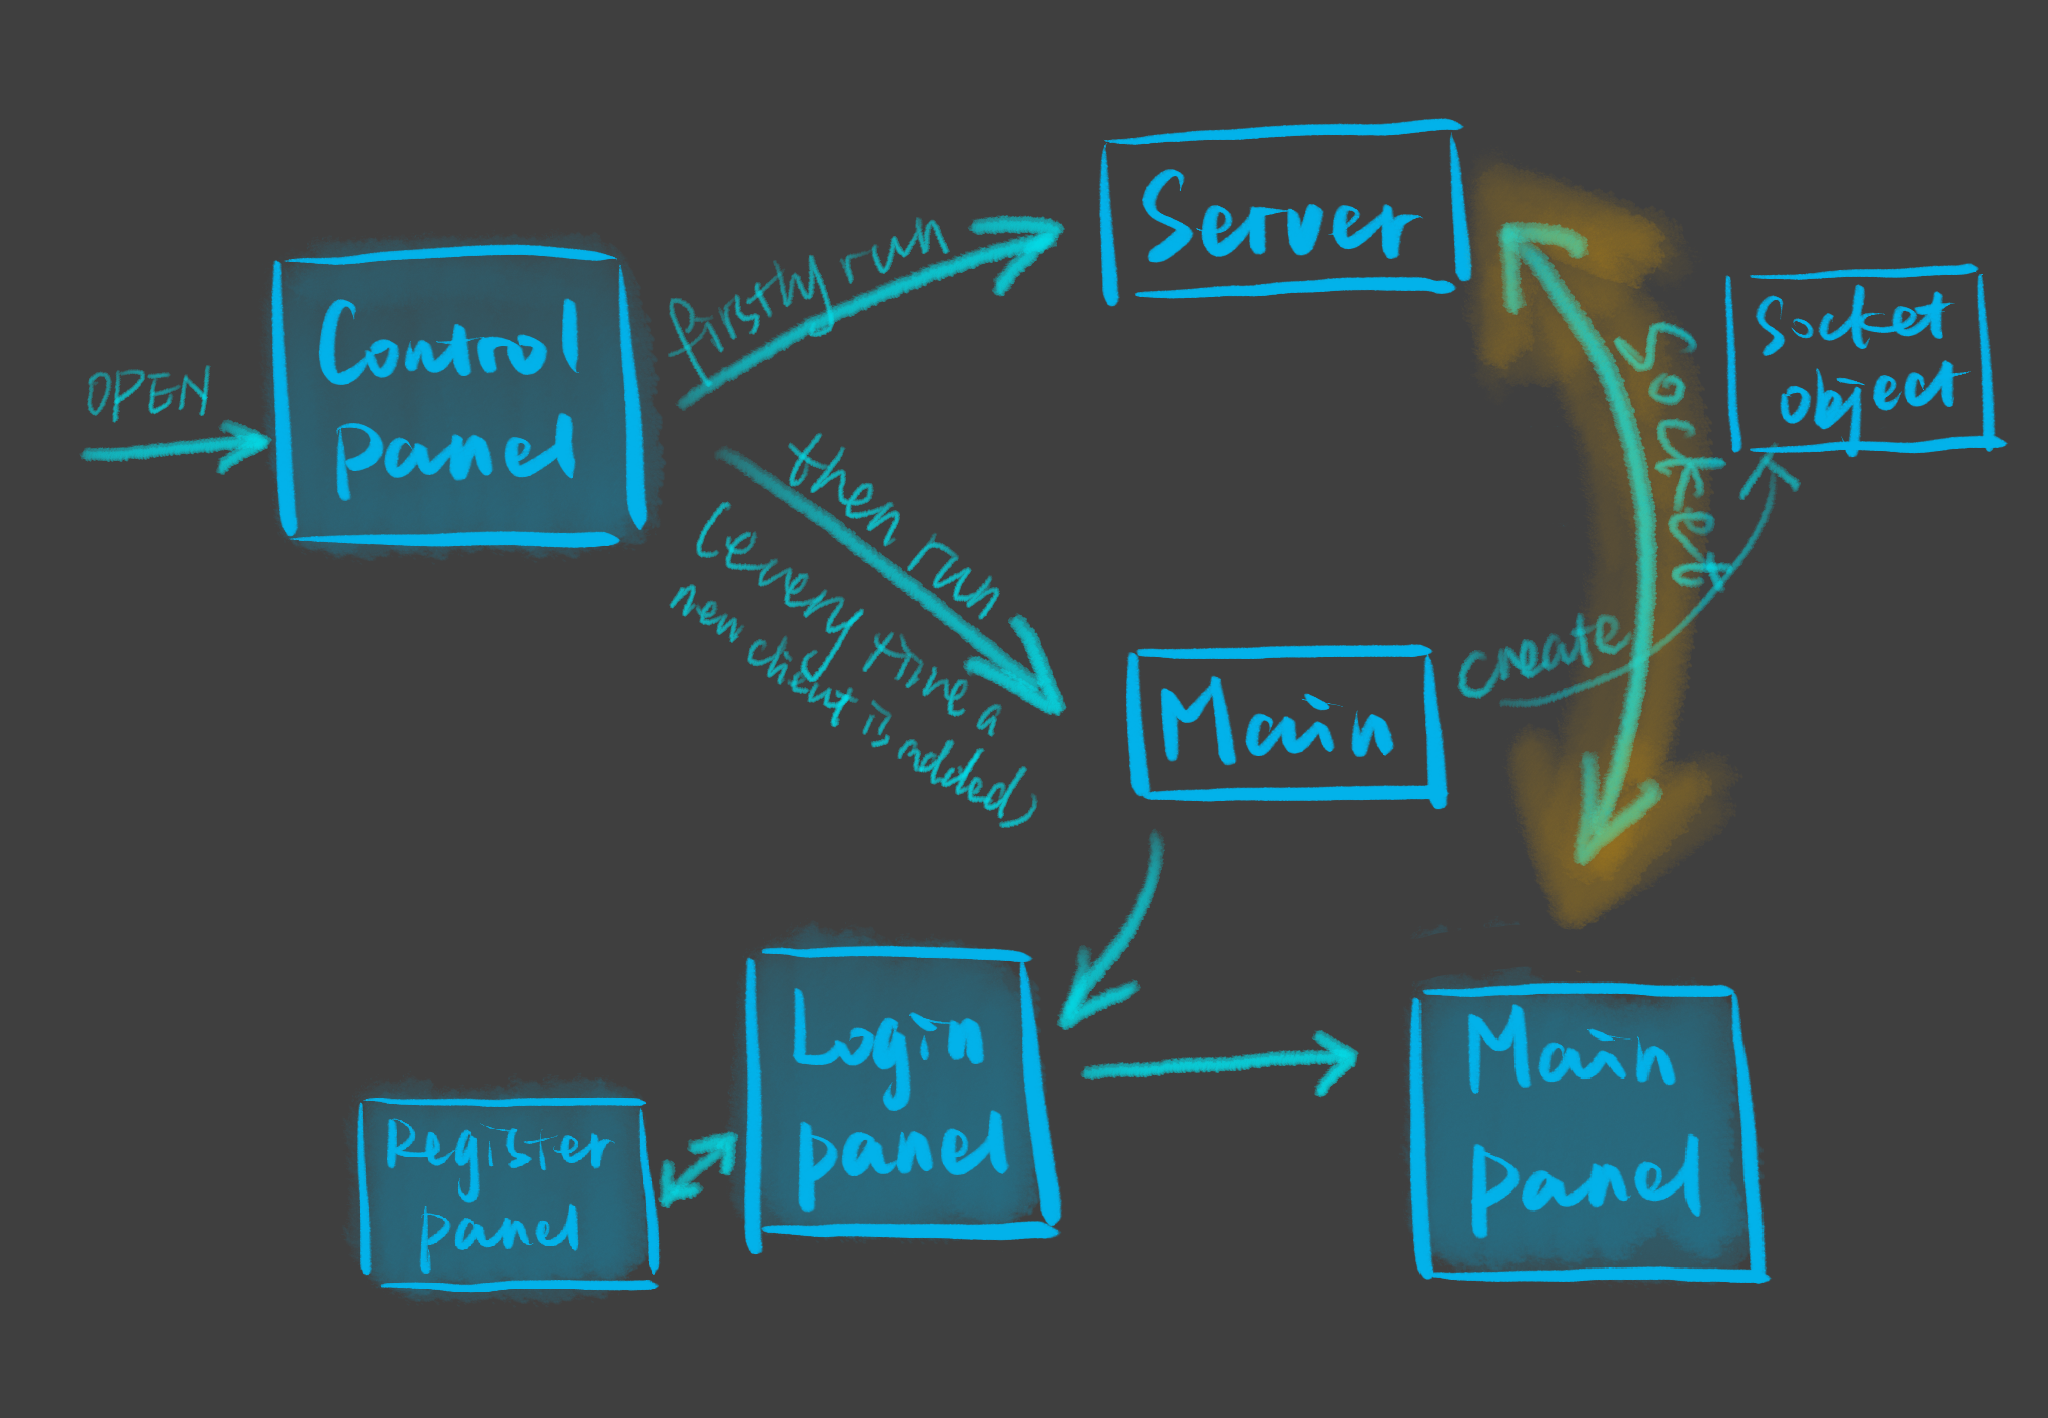 OPEN
Control
panel
firstly run
Server
then run
(every time a
new client is added)
Socket
Socket
object
create
Main
Login
panel
Register
panel
Main
panel